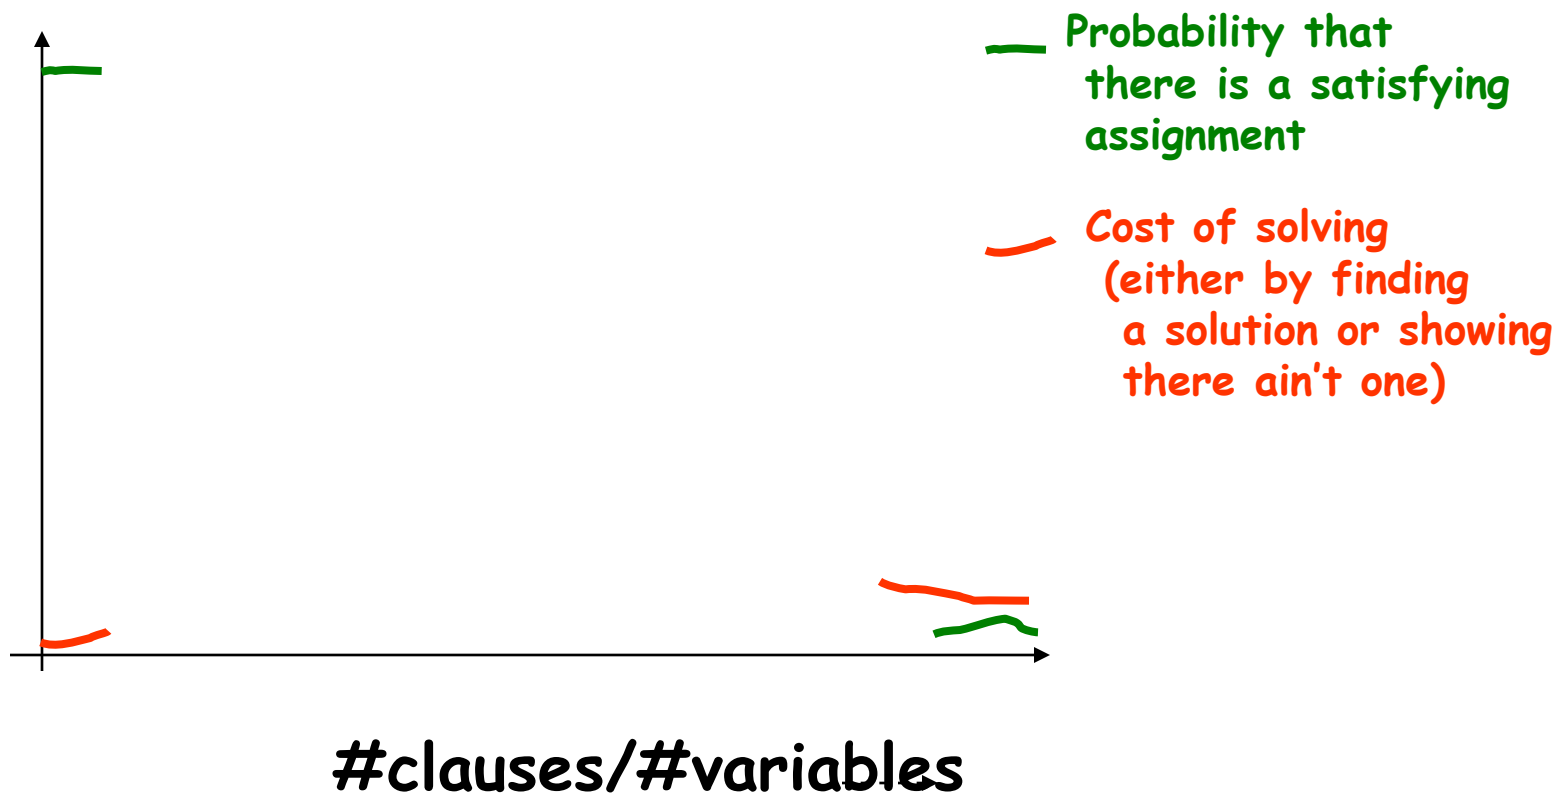 Probability that
there is a satisfying
assignment
Cost of solving
(either by finding
a solution or showing
there ain't one)
#clauses/#variables